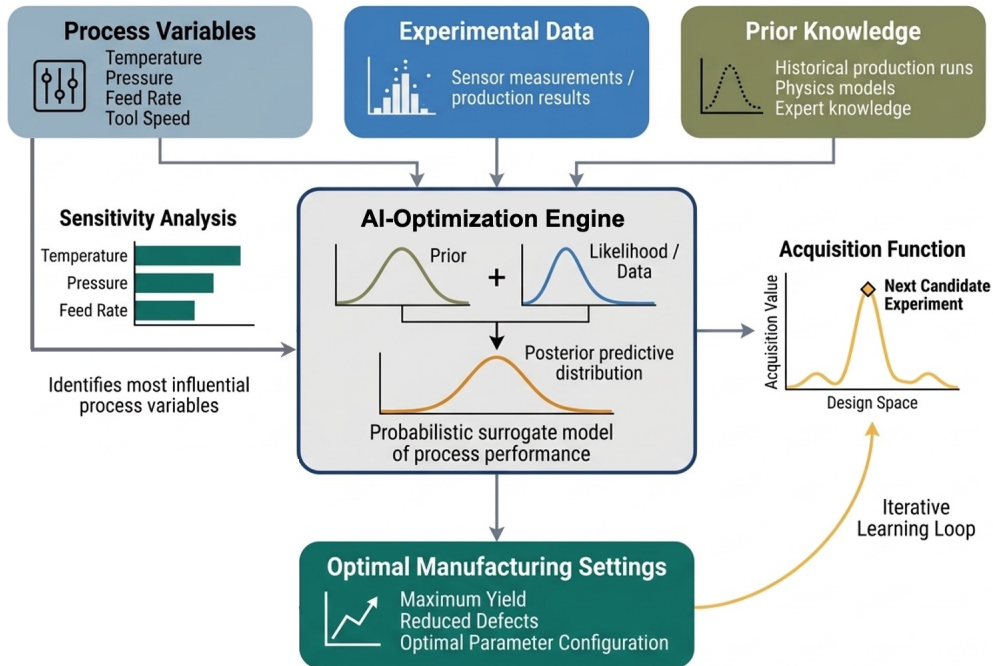 Process Variables
Temperature
Pressure
Feed Rate
Tool Speed
Experimental Data
Sensor measurements /
production results
Prior Knowledge
Historical production runs
Physics models
Expert knowledge
Sensitivity Analysis
Temperature
Pressure
Feed Rate
Identifies most influential
process variables
AI-Optimization Engine
Prior
+
Likelihood /
Data
Posterior predictive
distribution
Probabilistic surrogate model
of process performance
Acquisition Function
Acquisition Value
Next Candidate
Experiment
Design Space
Iterative
Learning Loop
Optimal Manufacturing Settings
Maximum Yield
Reduced Defects
Optimal Parameter Configuration